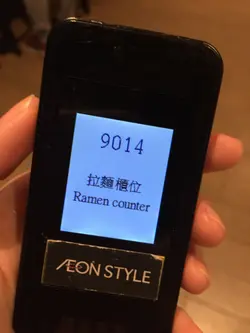 9014
拉麵櫃位
Ramen counter
ÆON STYLE